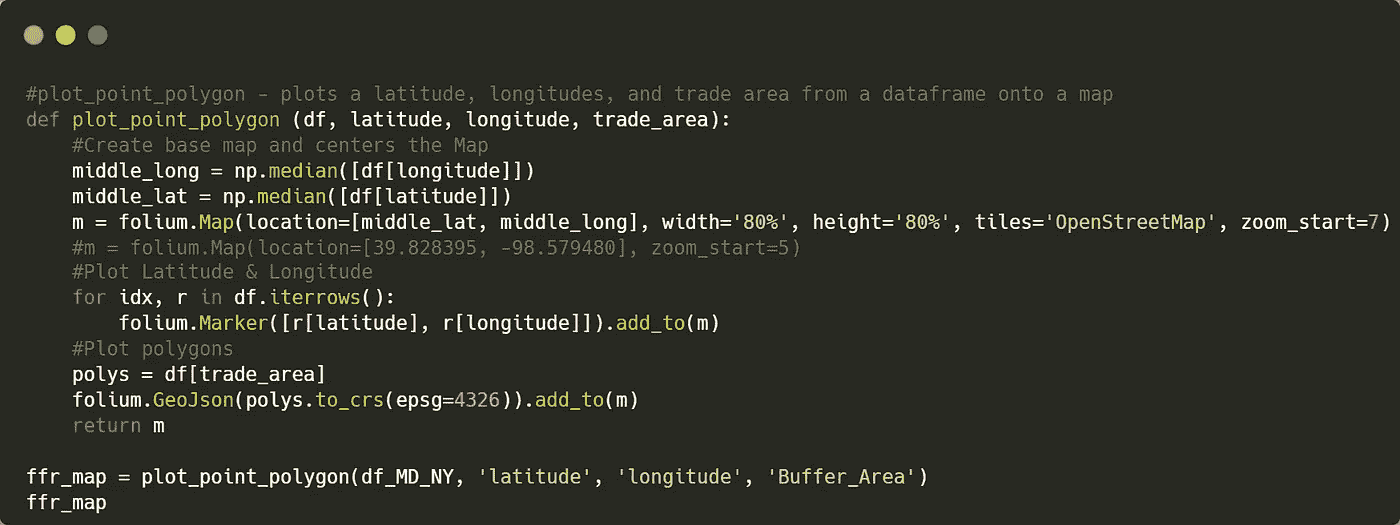 #plot_point_polygon - plots a latitude, longitudes, and trade area from a dataframe onto a map
def plot_point_polygon (df, latitude, longitude, trade_area):
    #Create base map and centers the Map
    middle_long = np.median([df[longitude]])
    middle_lat = np.median([df[latitude]])
    m = folium.Map(location=[middle_lat, middle_long], width='80%', height='80%', tiles='OpenStreetMap', zoom_start=7)
    #m = folium.Map(location=[39.828395, -98.579480], zoom_start=5)
    #Plot Latitude & Longitude
    for idx, r in df.iterrows():
        folium.Marker([r[latitude], r[longitude]]).add_to(m)
    #Plot polygons
    polys = df[trade_area]
    folium.GeoJson(polys.to_crs(epsg=4326)).add_to(m)
    return m

ffr_map = plot_point_polygon(df_MD_NY, 'latitude', 'longitude', 'Buffer_Area')
ffr_map